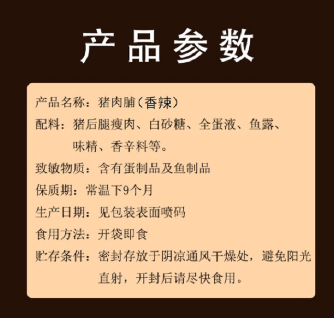 产品参数
产品名称：猪肉脯(香辣)
配料：猪后腿瘦肉、白砂糖、全蛋液、鱼露、
味精、香辛料等。
致敏物质：含有蛋制品及鱼制品
保质期：常温下9个月
生产日期：见包装表面喷码
食用方法：开袋即食
贮存条件：密封存放于阴凉通风干燥处，避免阳光
直射，开封后请尽快食用。